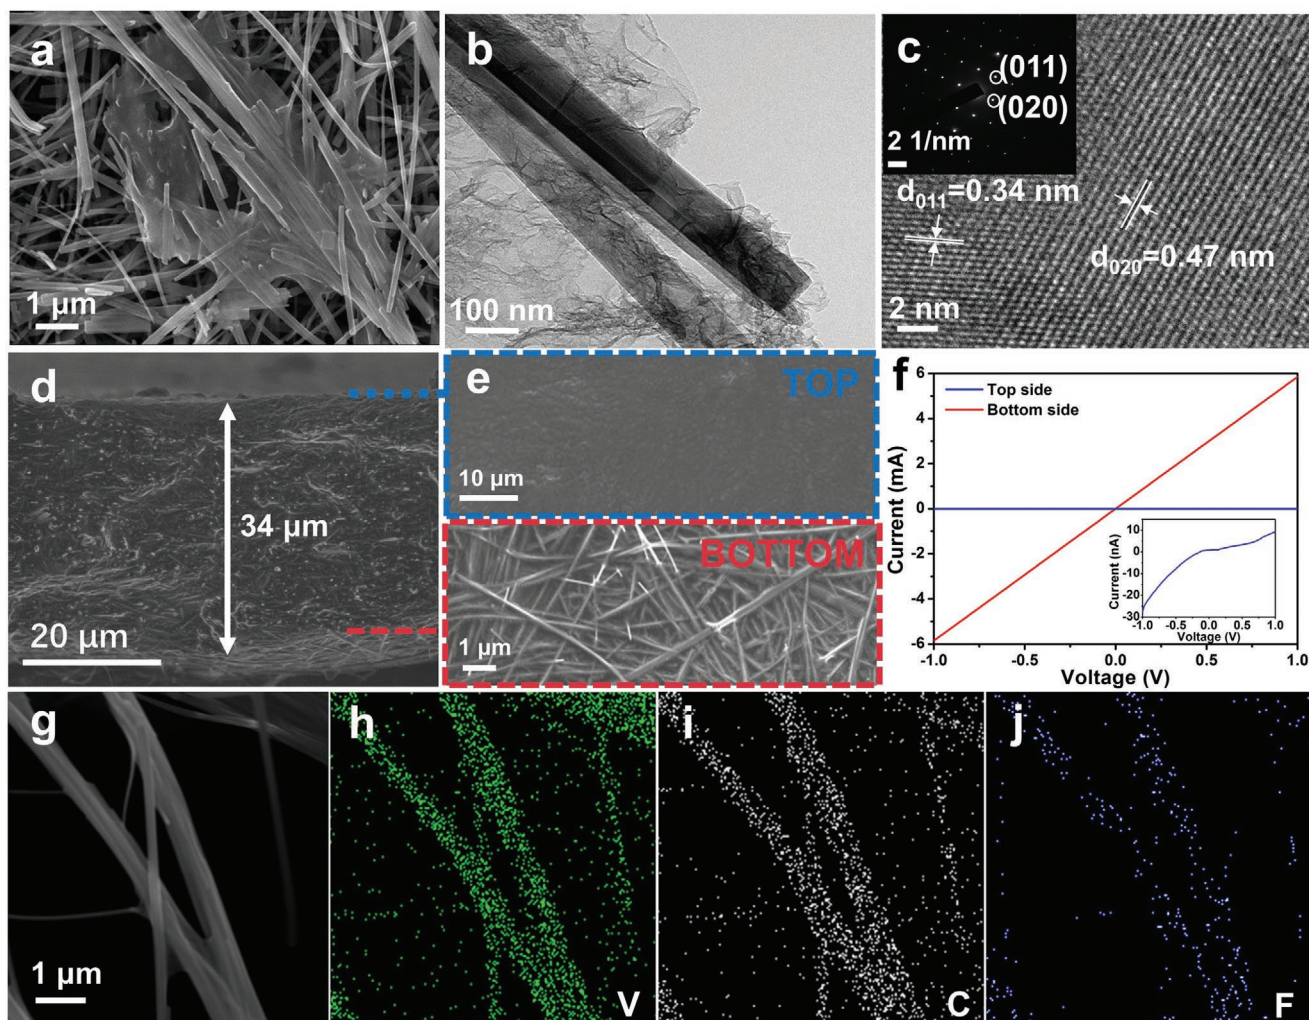 a
1 µm
b
100 nm
c
(011)
(020)
2 1/nm
d011=0.34 nm
d020=0.47 nm
2 nm
d
34 µm
20 µm
e
TOP
10 µm
BOTTOM
1 µm
f
Top side
Bottom side
6
4
2
0
-2
-4
-6
Current (mA)
-1.0
-0.5
0.0
0.5
1.0
Voltage (V)
10
0
-10
-20
-30
Current (nA)
-1.0
-0.5
0.0
0.5
1.0
Voltage (V)
g
1 µm
h
V
i
C
j
F